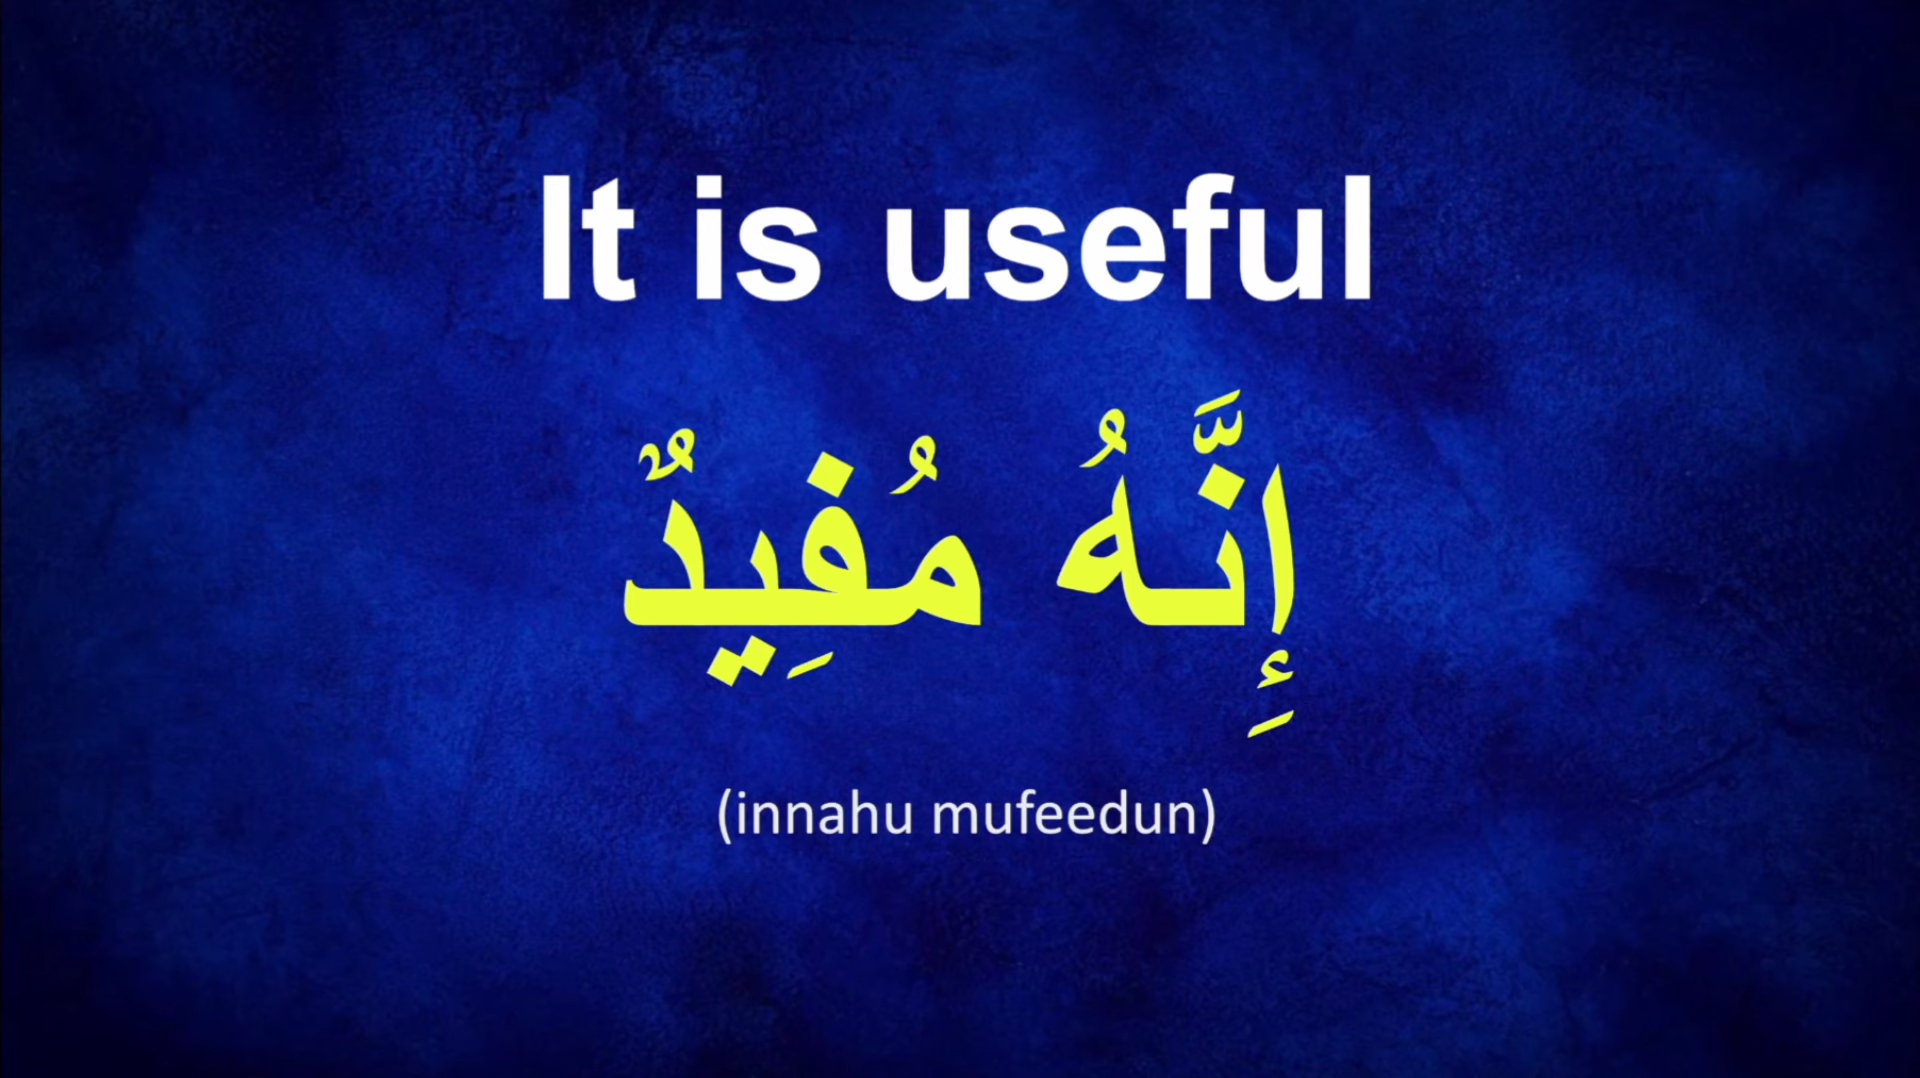 It is useful
إِنَّهُ مُفِيدٌ
(innahu mufeedun)